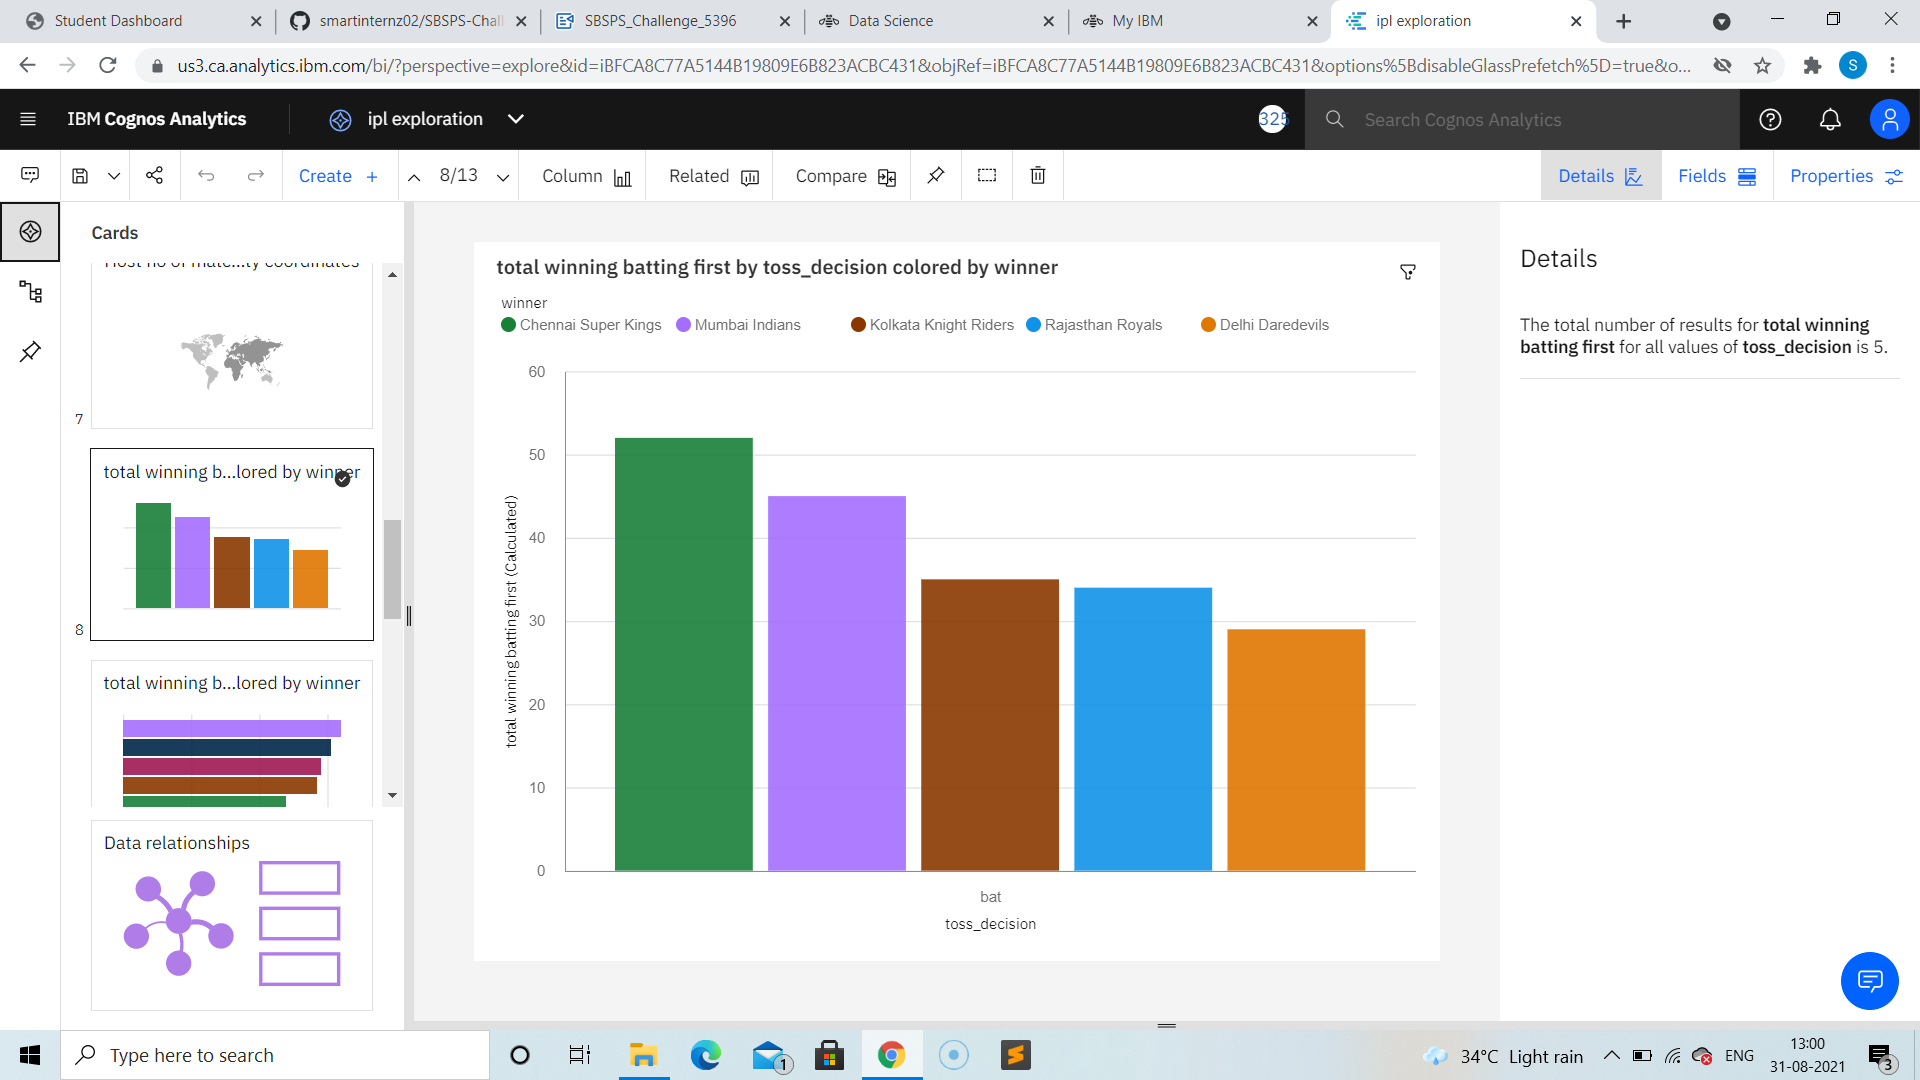 Student Dashboard
smartinternz02/SBSPS-Chall
SBSPS_Challenge_5396
Data Science
My IBM
ipl exploration
us3.ca.analytics.ibm.com/bi/?perspective=explore&id=iBFCA8C77A5144B19809E6B823ACBC431&objRef=iBFCA8C77A5144B19809E6B823ACBC431&options%5BdisableGlassPrefetch%5D=true&o...
S
IBM Cognos Analytics
ipl exploration
325
Search Cognos Analytics
Create +
8/13
Column
Related
Compare
Details
Fields
Properties
Cards
7
total winning b...lored by winner
8
total winning b...lored by winner
Data relationships
total winning batting first by toss_decision colored by winner
winner
Chennai Super Kings
Mumbai Indians
Kolkata Knight Riders
Rajasthan Royals
Delhi Daredevils
total winning batting first (Calculated)
60
50
40
30
20
10
0
bat
toss_decision
Details
The total number of results for total winning
batting first for all values of toss_decision is 5.
Type here to search
1
34°C Light rain
ENG
13:00
31-08-2021
3